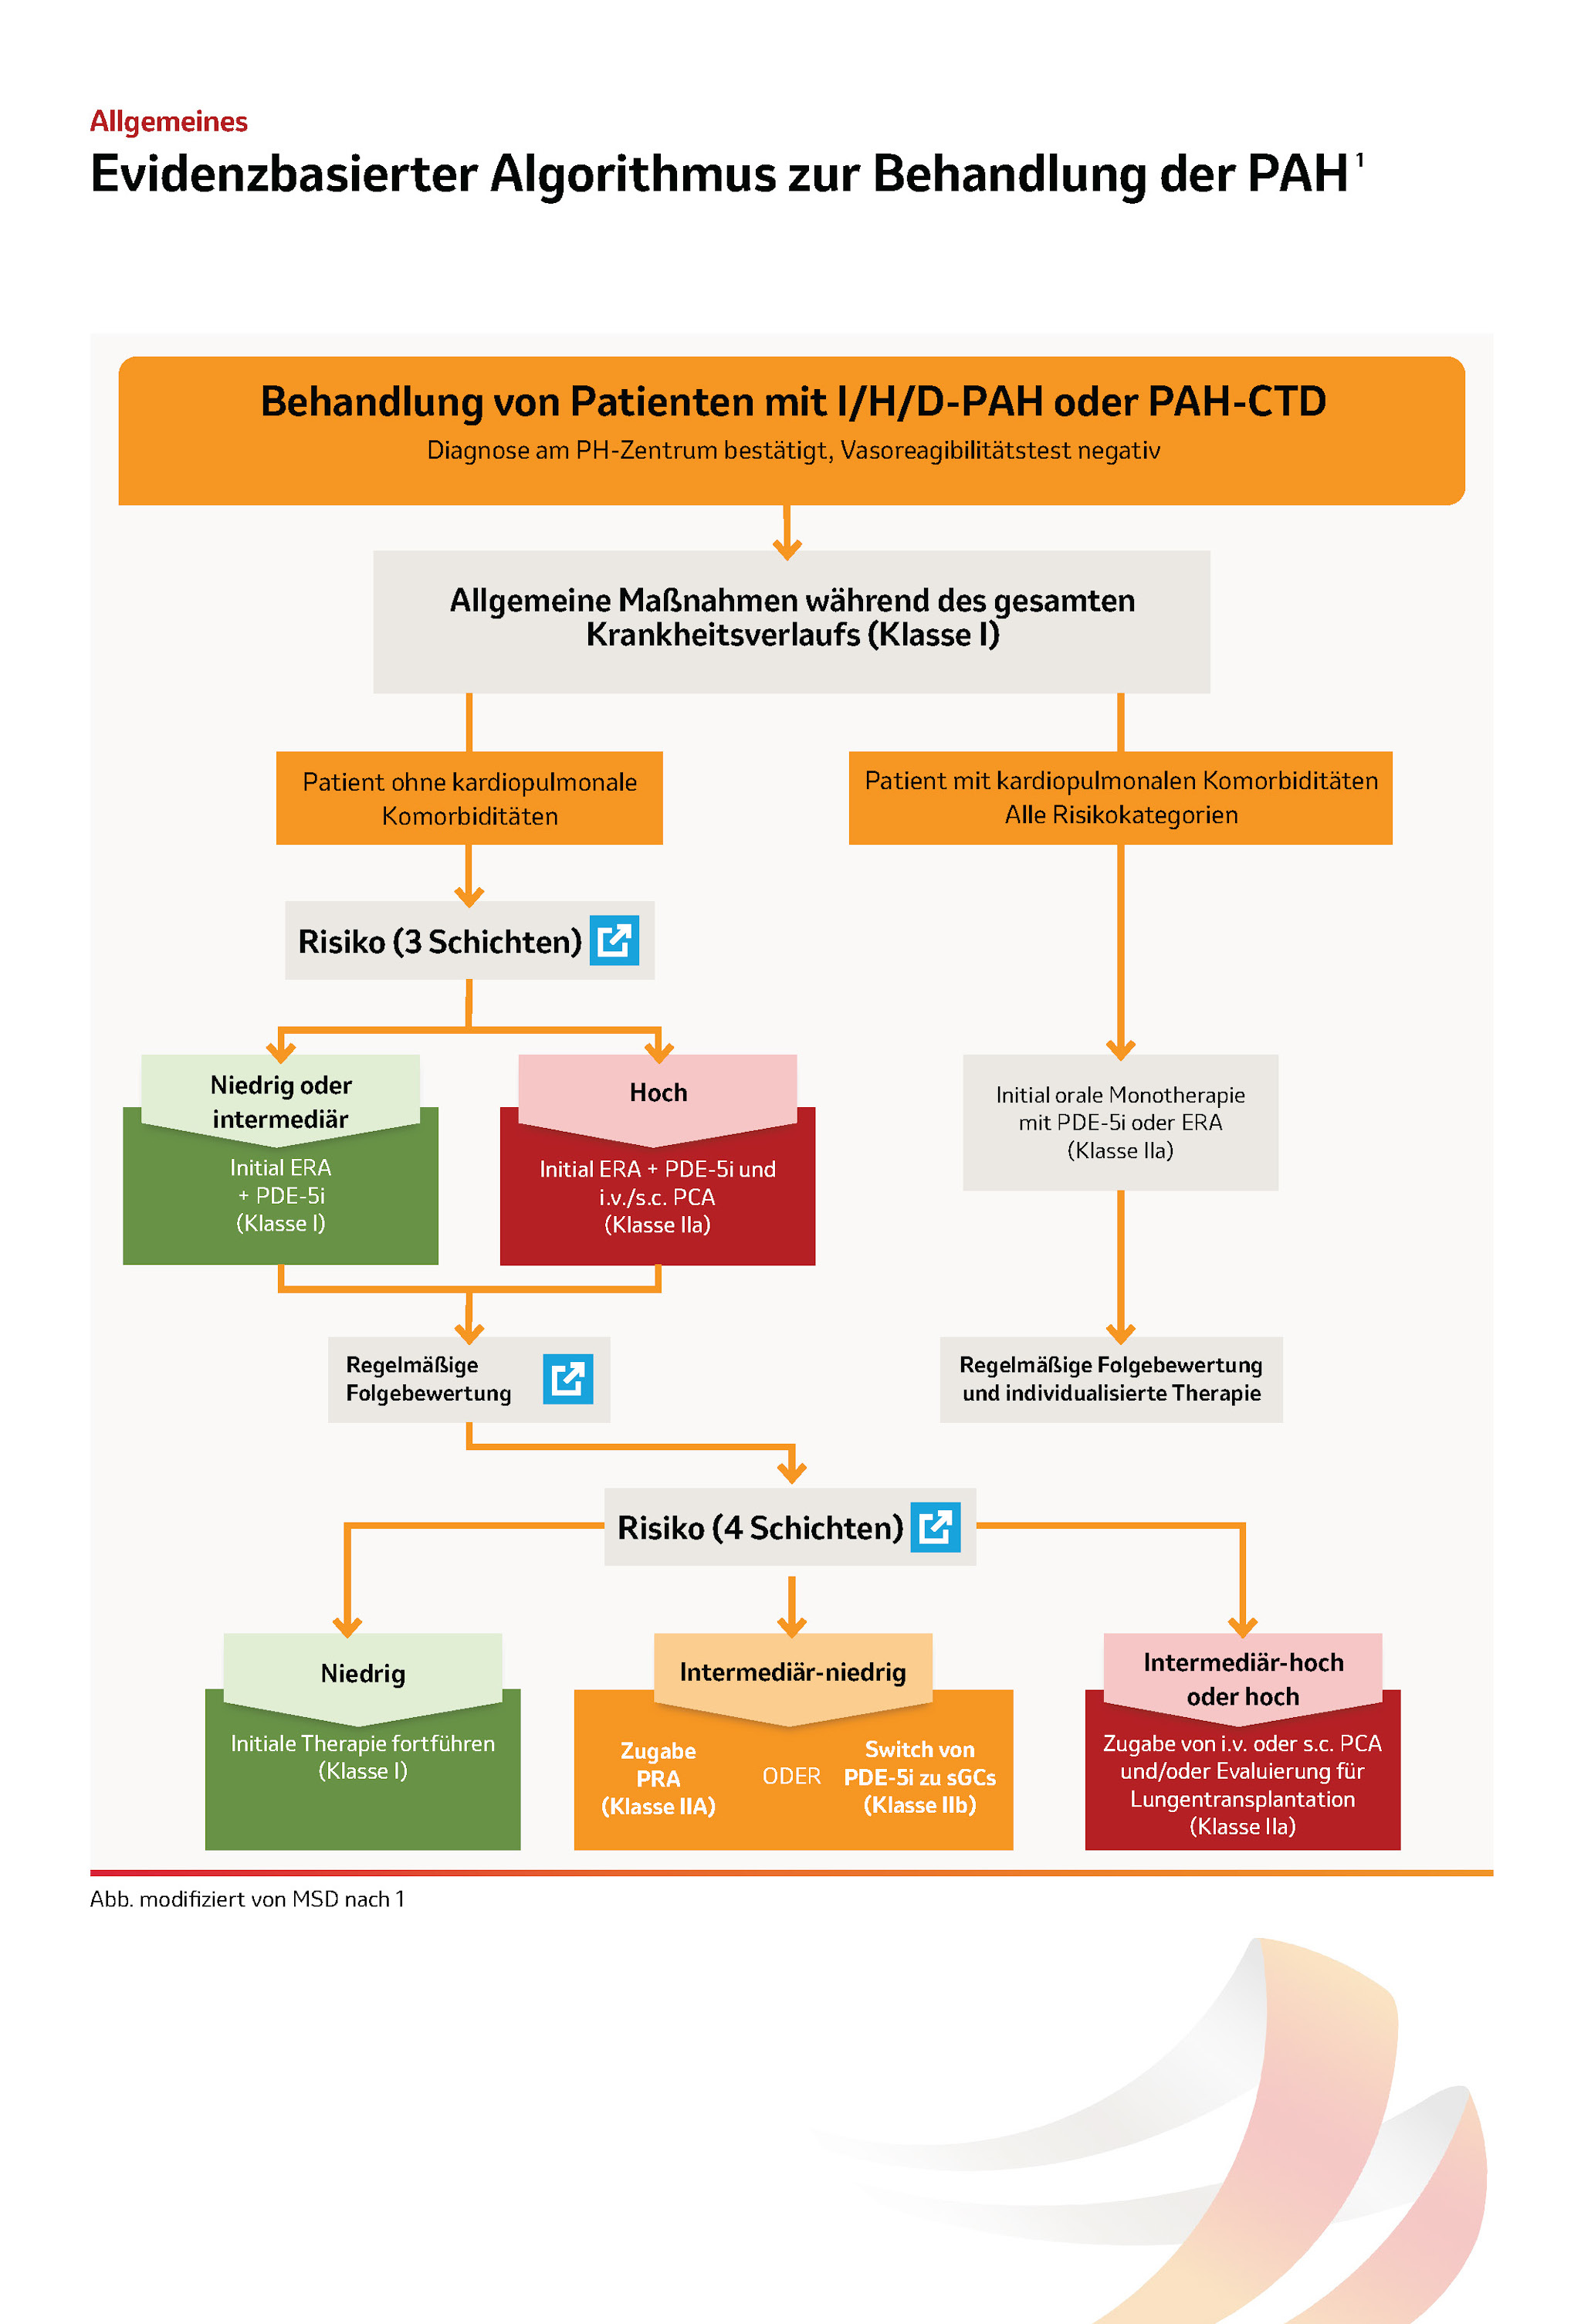 Allgemeines
Evidenzbasierter Algorithmus zur Behandlung der PAH¹
Behandlung von Patienten mit I/H/D-PAH oder PAH-CTD
Diagnose am PH-Zentrum bestätigt, Vasoreagibilitätstest negativ
Allgemeine Maßnahmen während des gesamten
Krankheitsverlaufs (Klasse I)
Patient ohne kardiopulmonale
Komorbiditäten
Patient mit kardiopulmonalen Komorbiditäten
Alle Risikokategorien
Risiko (3 Schichten)
Niedrig oder
intermediär
Initial ERA
+ PDE-5i
(Klasse I)
Hoch
Initial ERA + PDE-5i und
i.v./s.c. PCA
(Klasse IIa)
Initial orale Monotherapie
mit PDE-5i oder ERA
(Klasse IIa)
Regelmäßige
Folgebewertung
Regelmäßige Folgebewertung
und individualisierte Therapie
Risiko (4 Schichten)
Niedrig
Initiale Therapie fortführen
(Klasse I)
Intermediär-niedrig
Zugabe
PRA
(Klasse IIA)
ODER
Switch von
PDE-5i zu sGCs
(Klasse IIb)
Intermediär-hoch
oder hoch
Zugabe von i.v. oder s.c. PCA
und/oder Evaluierung für
Lungentransplantation
(Klasse IIa)
Abb. modifiziert von MSD nach 1